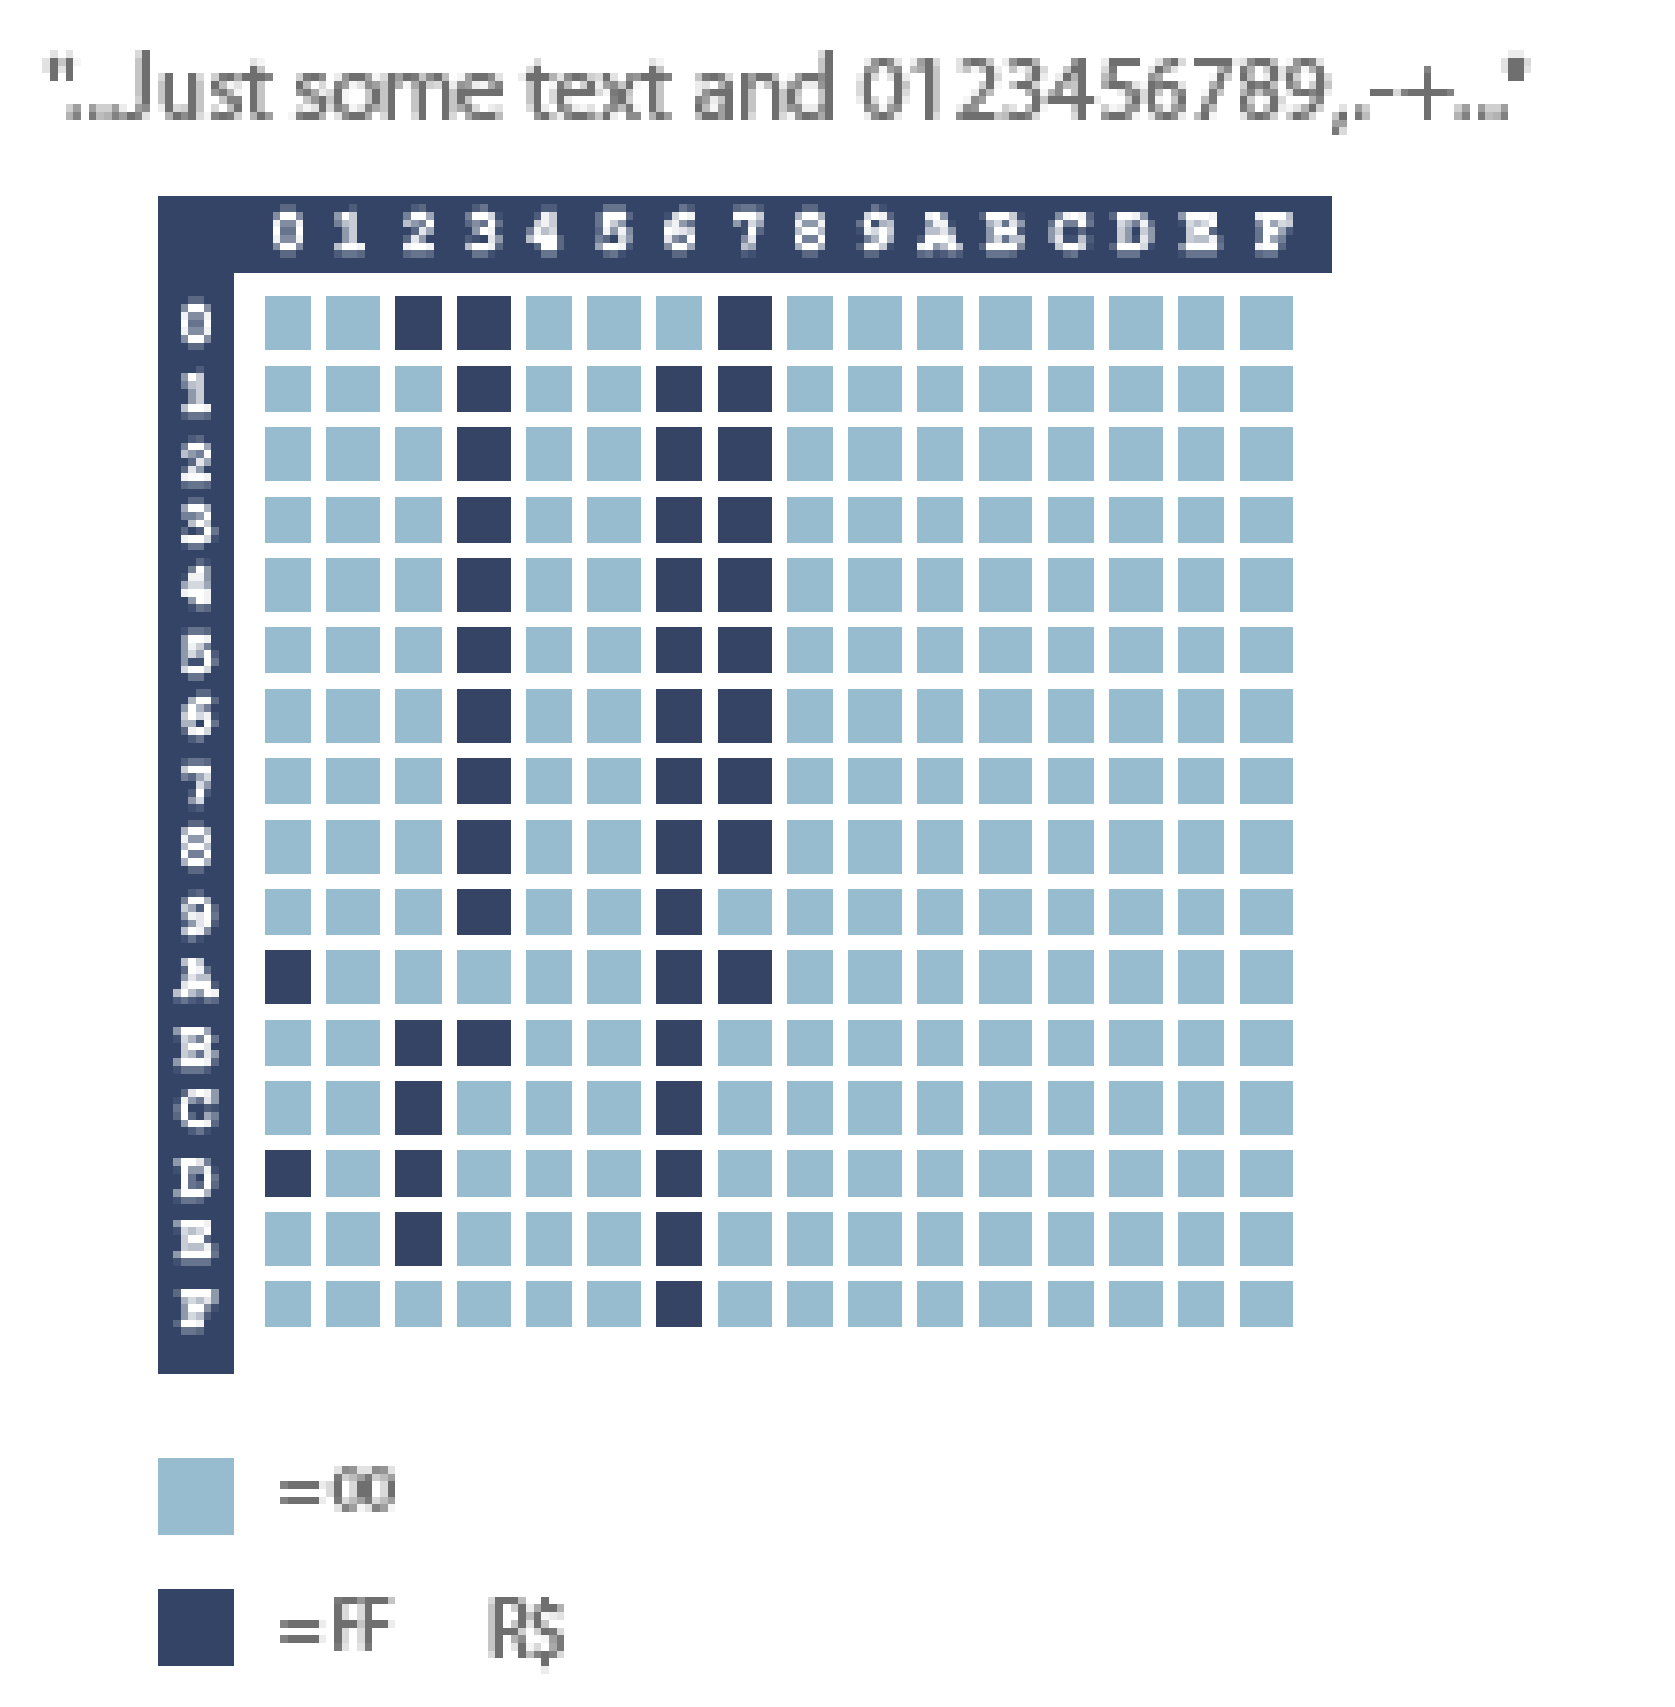 "...Just some text and 0123456789,.-+..."
0 1 2 3 4 5 6 7 8 9 A B C D E F
0
1
2
3
4
5
6
7
8
9
A
B
C
D
E
F
=00
=FF R$